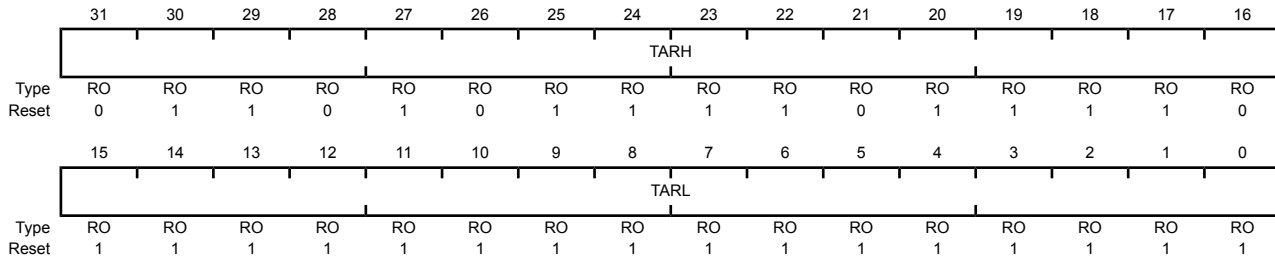 31 30 29 28 27 26 25 24 23 22 21 20 19 18 17 16
TARH
Type RO RO RO RO RO RO RO RO RO RO RO RO RO RO RO RO
Reset 0 1 1 0 1 0 1 1 1 1 0 1 1 1 1 0
15 14 13 12 11 10 9 8 7 6 5 4 3 2 1 0
TARL
Type RO RO RO RO RO RO RO RO RO RO RO RO RO RO RO RO
Reset 1 1 1 1 1 1 1 1 1 1 1 1 1 1 1 1